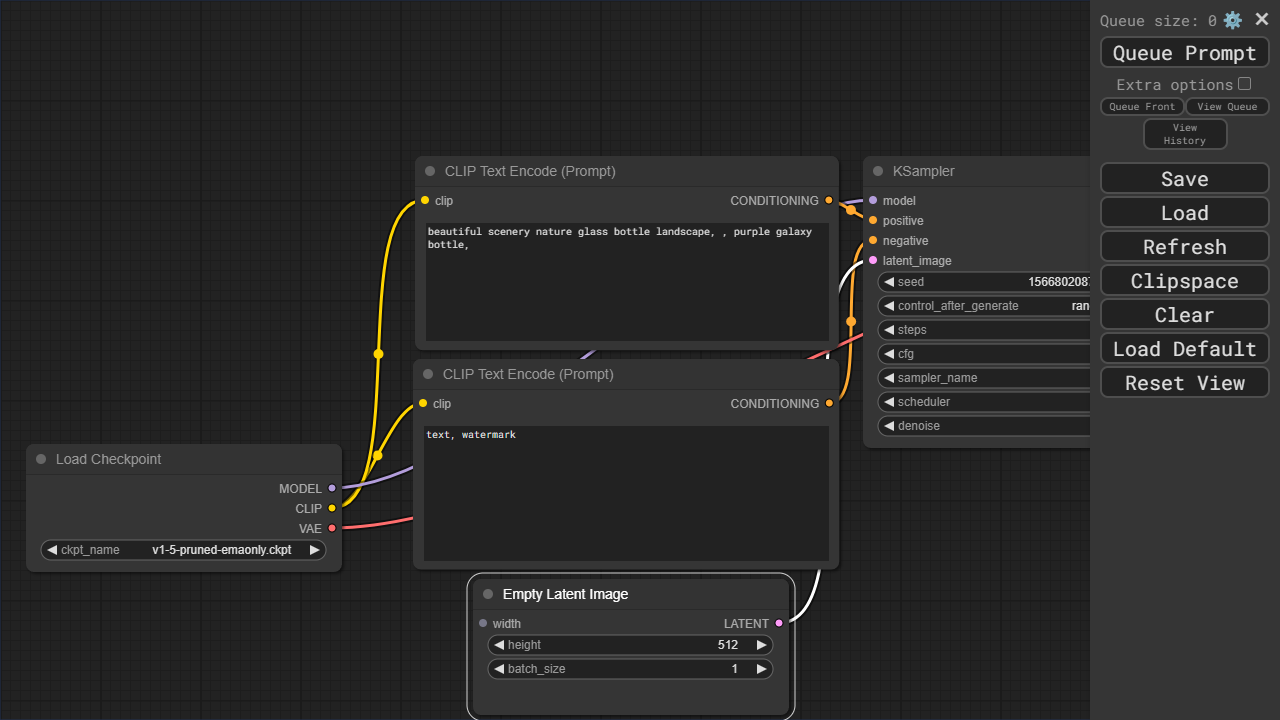 Queue size: 0
Queue Prompt
Extra options
Queue Front
View Queue
View
History
Save
Load
Refresh
Clipspace
Clear
Load Default
Reset View
CLIP Text Encode (Prompt)
clip
CONDITIONING
beautiful scenery nature glass bottle landscape, , purple galaxy
bottle,
KSampler
model
positive
negative
latent_image
seed
1566802087
control_after_generate
ran
steps
cfg
sampler_name
scheduler
denoise
CLIP Text Encode (Prompt)
clip
CONDITIONING
text, watermark
Load Checkpoint
MODEL
CLIP
VAE
ckpt_name
v1-5-pruned-emaonly.ckpt
Empty Latent Image
width
LATENT
height
512
batch_size
1